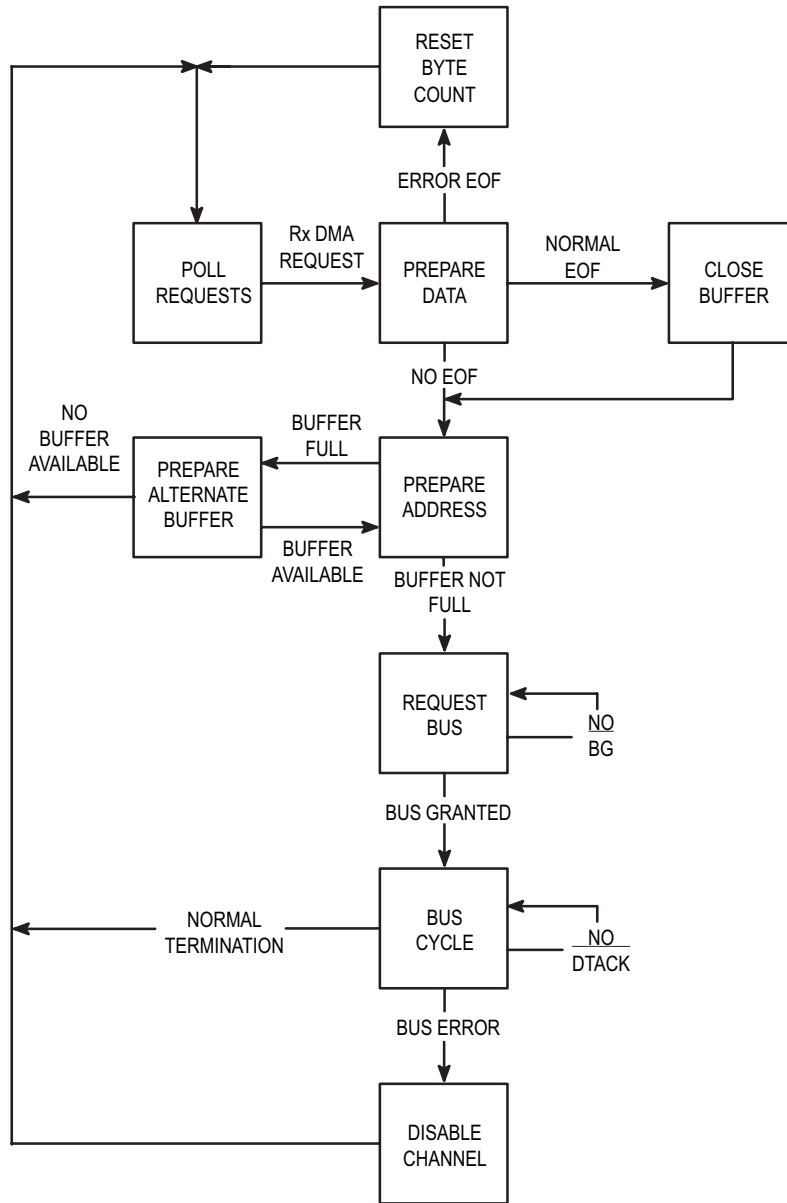 RESET
BYTE
COUNT
ERROR EOF
POLL
REQUESTS
Rx DMA
REQUEST
PREPARE
DATA
NORMAL
EOF
CLOSE
BUFFER
NO EOF
NO
BUFFER
AVAILABLE
PREPARE
ALTERNATE
BUFFER
BUFFER
FULL
BUFFER
AVAILABLE
PREPARE
ADDRESS
BUFFER NOT
FULL
REQUEST
BUS
NO
BG
BUS GRANTED
NORMAL
TERMINATION
BUS
CYCLE
NO
DTACK
BUS ERROR
DISABLE
CHANNEL